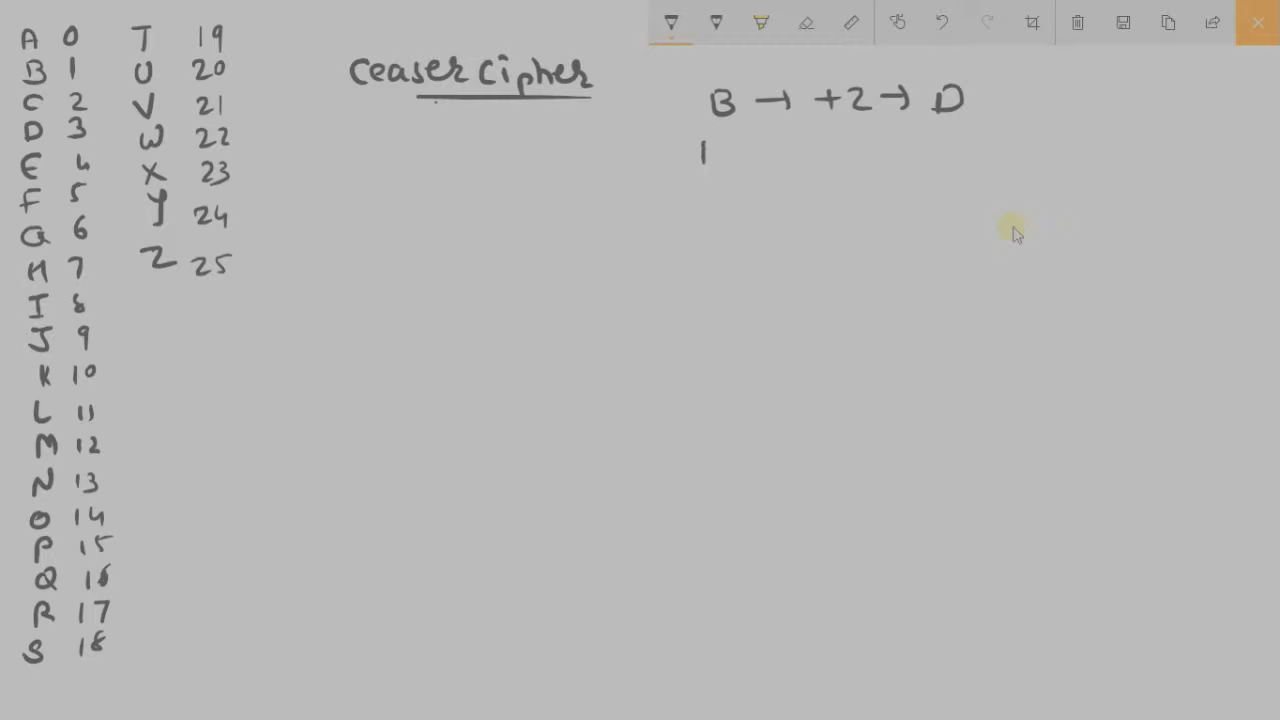 A 0
B 1
C 2
D 3
E 4
F 5
G 6
H 7
I 8
J 9
K 10
L 11
M 12
N 13
O 14
P 15
Q 16
R 17
S 18
T 19
U 20
V 21
W 22
X 23
Y 24
Z 25
Ceaser Cipher
B → +2 → D
1